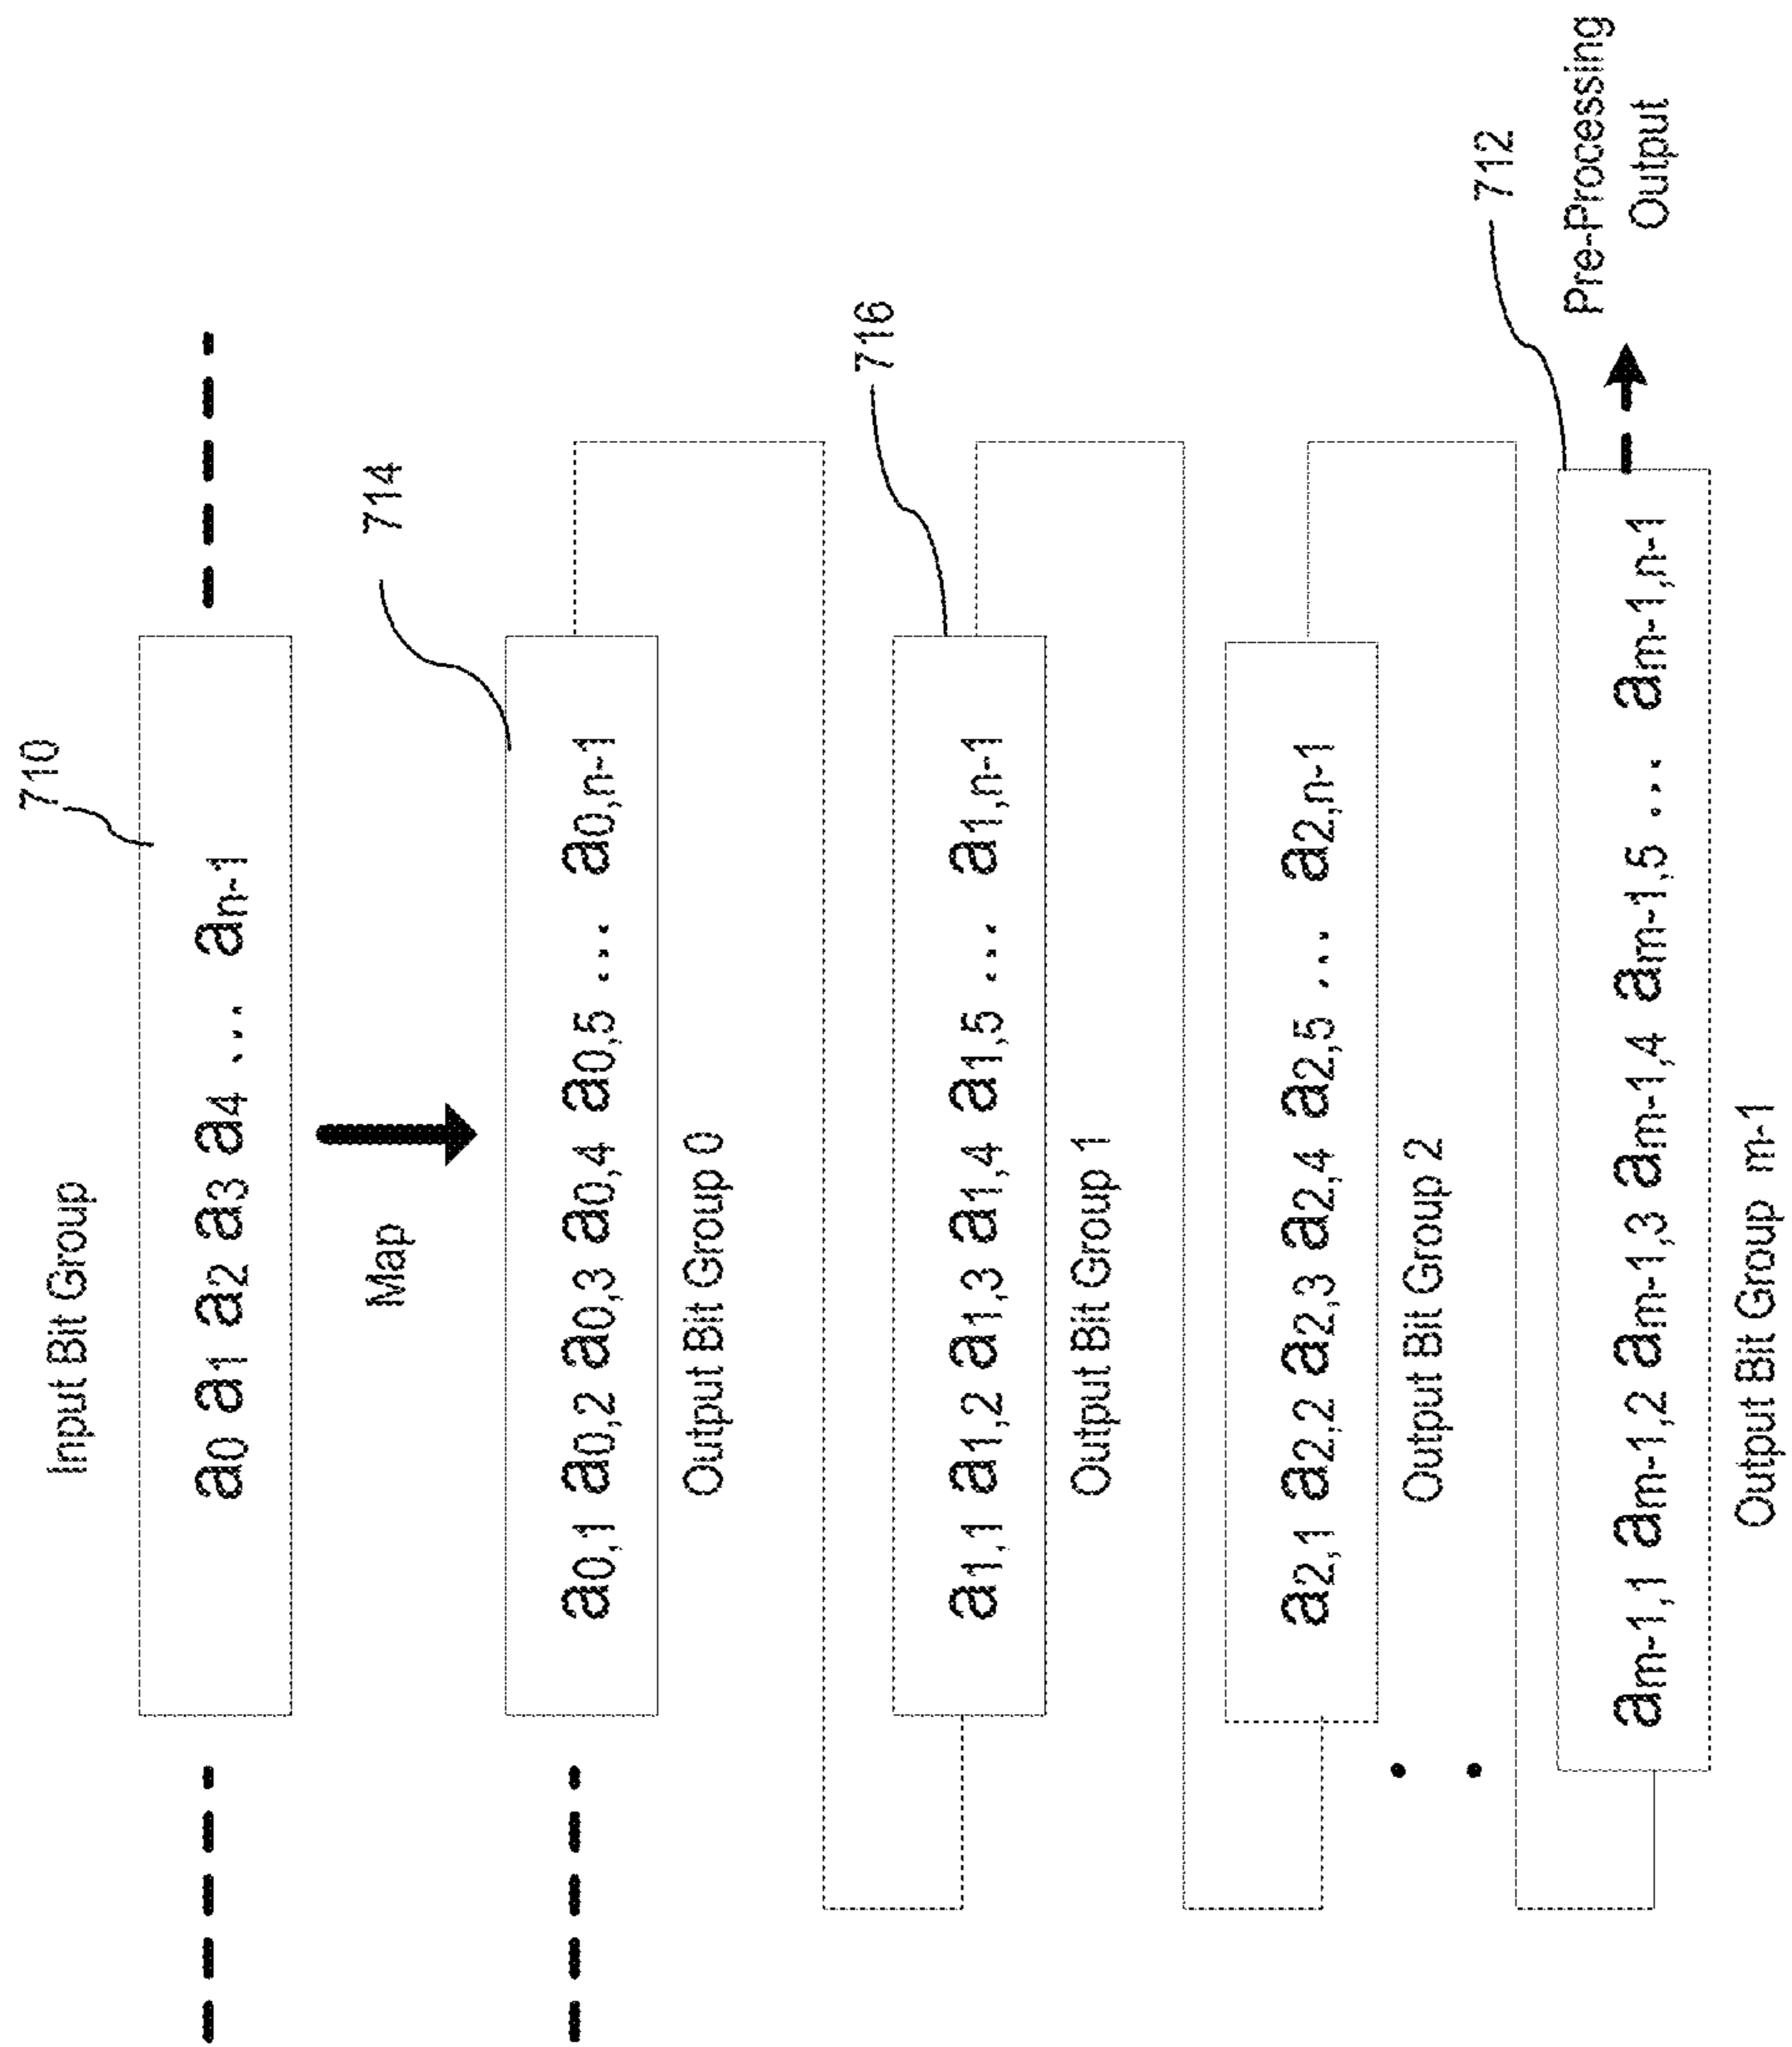 710
Input Bit Group
a0 a1 a2 a3 a4 ... an-1
Map
714
a0,1 a0,2 a0,3 a0,4 a0,5 ... a0,n-1
Output Bit Group 0
716
a1,1 a1,2 a1,3 a1,4 a1,5 ... a1,n-1
Output Bit Group 1
a2,1 a2,2 a2,3 a2,4 a2,5 ... a2,n-1
Output Bit Group 2
712
Pre-Processing
Output
am-1,1 am-1,2 am-1,3 am-1,4 am-1,5 ... am-1,n-1
Output Bit Group m-1